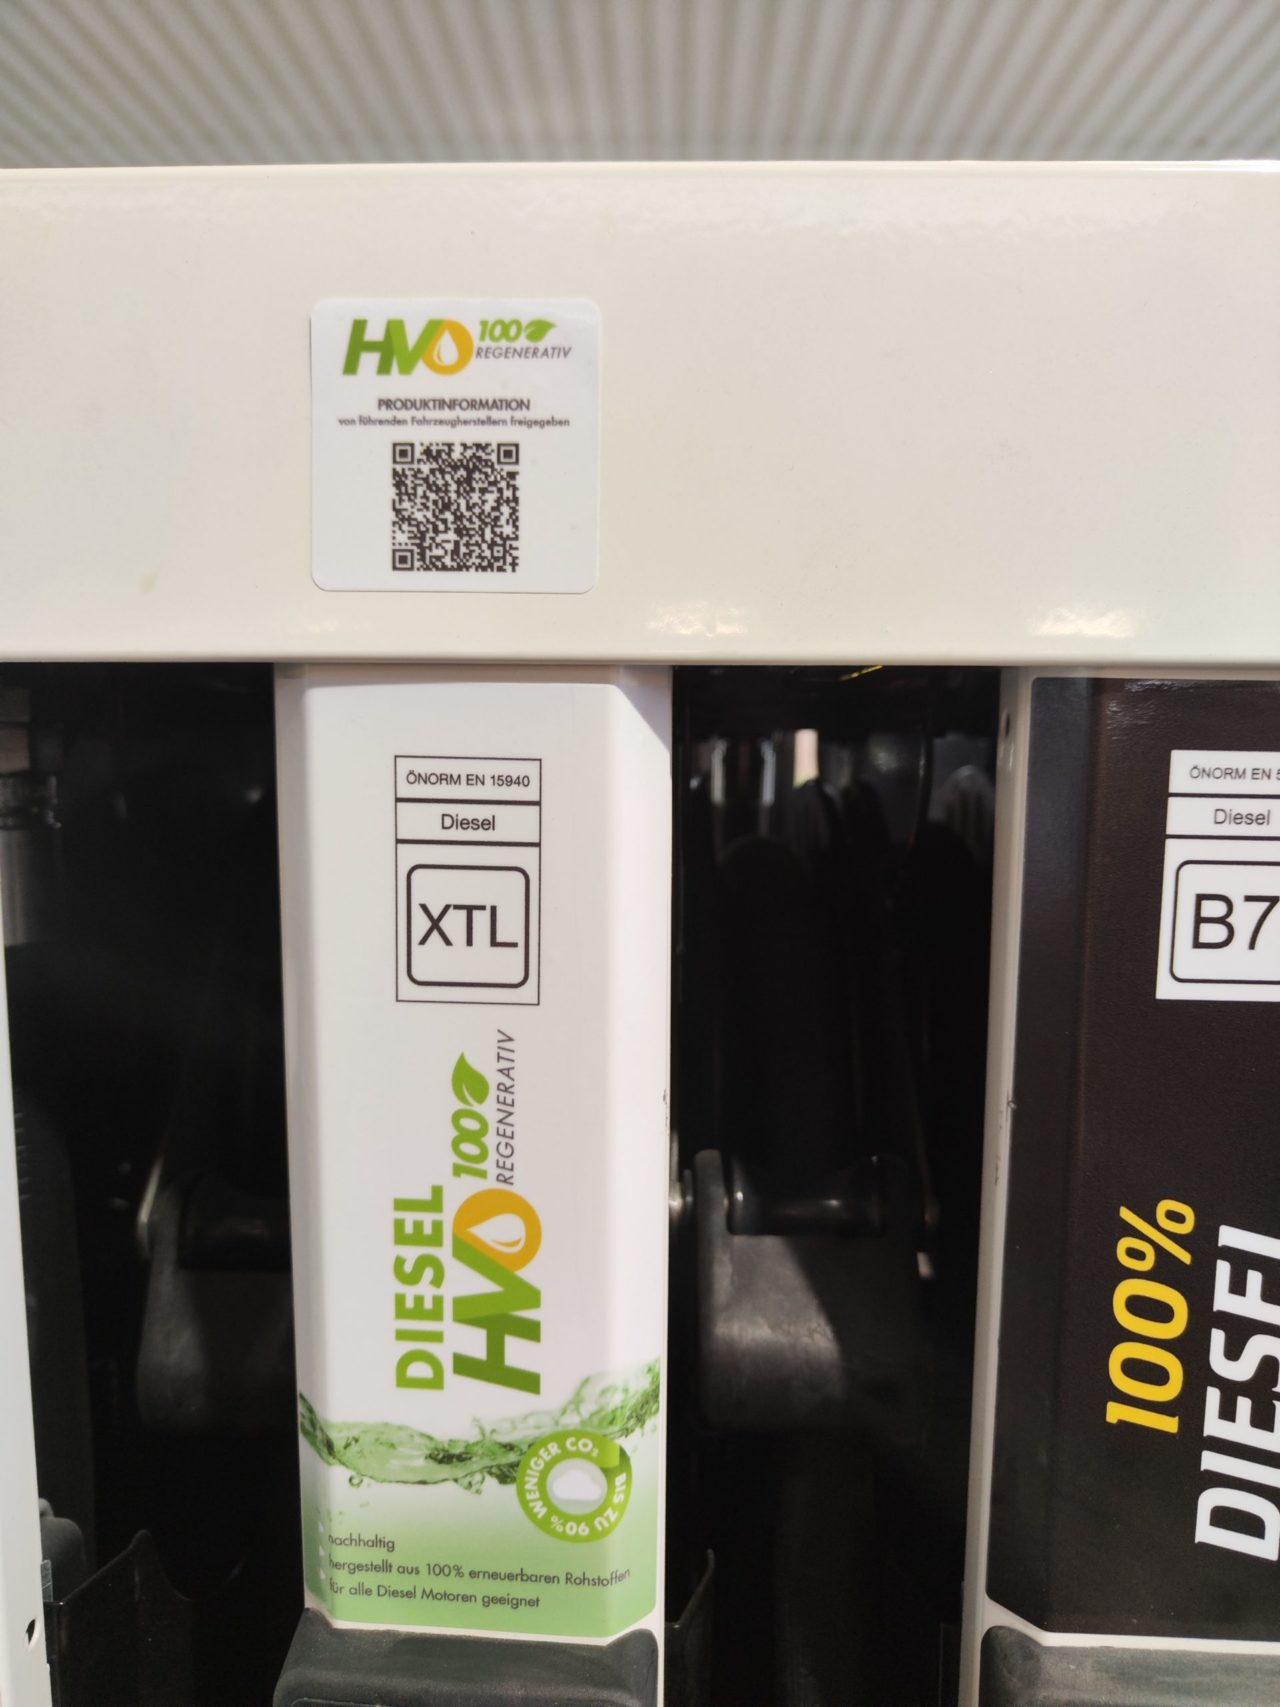 HVO 100
REGENERATIV
PRODUKTINFORMATION
von führenden Fahrzeugherstellern freigegeben
ÖNORM EN 15940
Diesel
XTL
DIESEL
HVO 100
REGENERATIV
BIS ZU 90% WENIGER CO₂
nachhaltig
hergestellt aus 100% erneuerbaren Rohstoffen
für alle Diesel Motoren geeignet
ÖNORM EN 5
Diesel
B7
100%
DIESEL